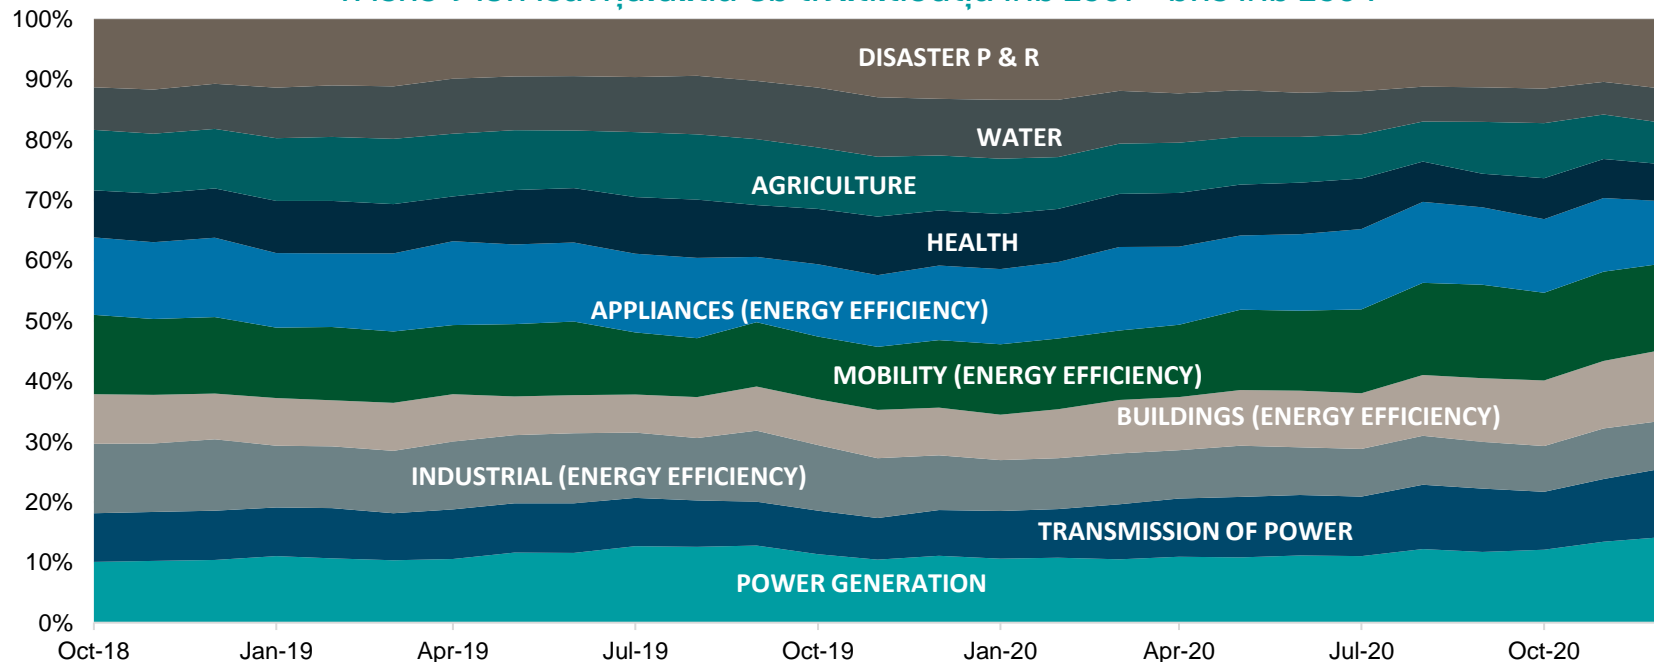 100%
90%
80%
70%
60%
50%
40%
30%
20%
10%
0%
DISASTER P & R
WATER
AGRICULTURE
HEALTH
APPLIANCES (ENERGY EFFICIENCY)
MOBILITY (ENERGY EFFICIENCY)
BUILDINGS (ENERGY EFFICIENCY)
INDUSTRIAL (ENERGY EFFICIENCY)
TRANSMISSION OF POWER
POWER GENERATION
Oct-18 Jan-19 Apr-19 Jul-19 Oct-19 Jan-20 Apr-20 Jul-20 Oct-20